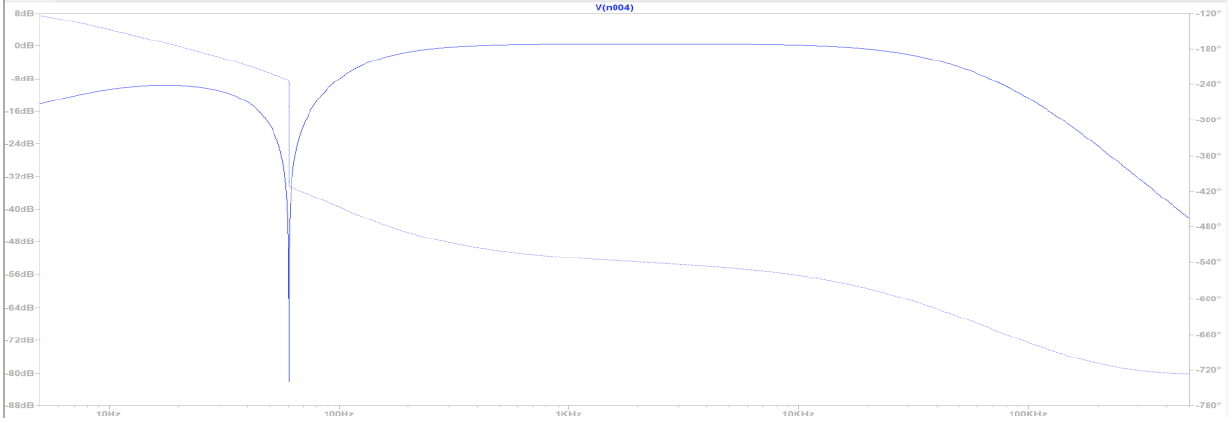 V(n004)
8dB
0dB
-8dB
-16dB
-24dB
-32dB
-40dB
-48dB
-56dB
-64dB
-72dB
-80dB
-88dB
-120°
-180°
-240°
-300°
-360°
-420°
-480°
-540°
-600°
-660°
-720°
-780°
10Hz
100Hz
1KHz
10KHz
100KHz